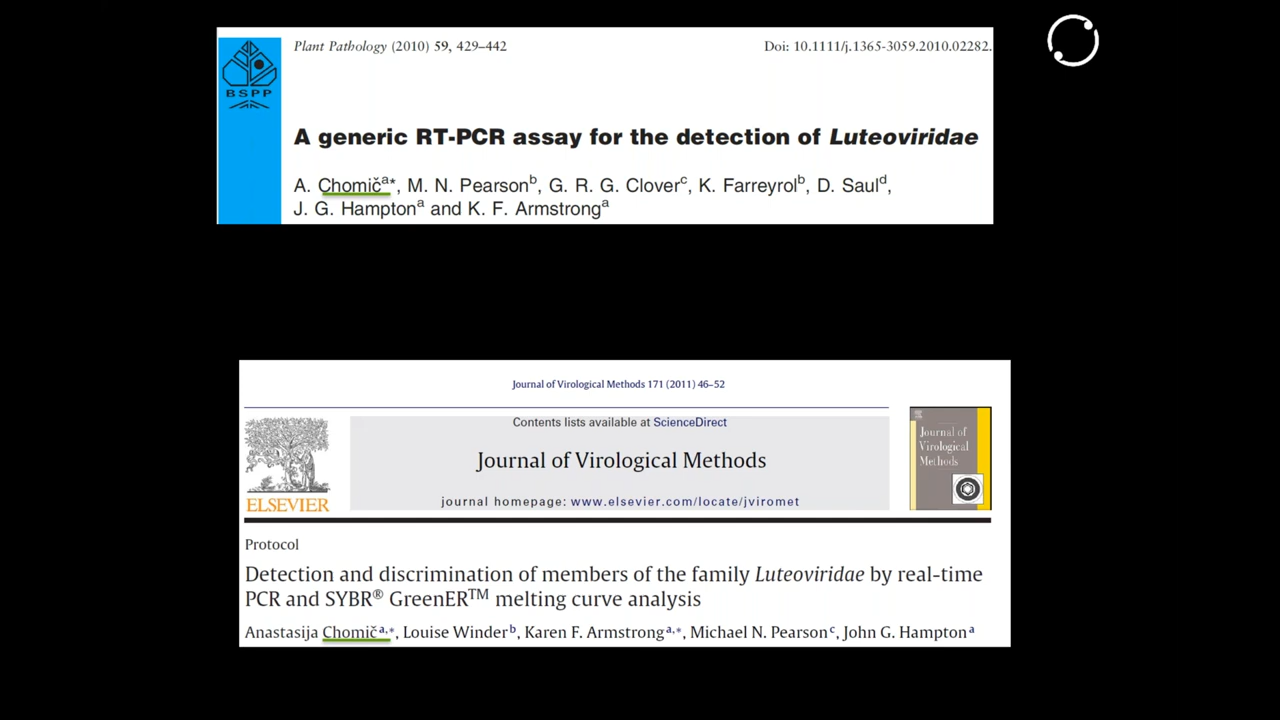 Plant Pathology (2010) 59, 429–442
Doi: 10.1111/j.1365-3059.2010.02282.
BSPP
A generic RT-PCR assay for the detection of Luteoviridae
A. Chomičᵃ*, M. N. Pearsonᵇ, G. R. G. Cloverᶜ, K. Farreyrolᵇ, D. Saulᵈ,
J. G. Hamptonᵃ and K. F. Armstrongᵃ
Journal of Virological Methods 171 (2011) 46–52
Contents lists available at ScienceDirect
Journal of Virological Methods
journal homepage: www.elsevier.com/locate/jviromet
ELSEVIER
Journal of
Virological
Methods
Protocol
Detection and discrimination of members of the family Luteoviridae by real-time
PCR and SYBR® GreenER™ melting curve analysis
Anastasija Chomičᵃ,*, Louise Winderᵇ, Karen F. Armstrongᵃ,*, Michael N. Pearsonᶜ, John G. Hamptonᵃ